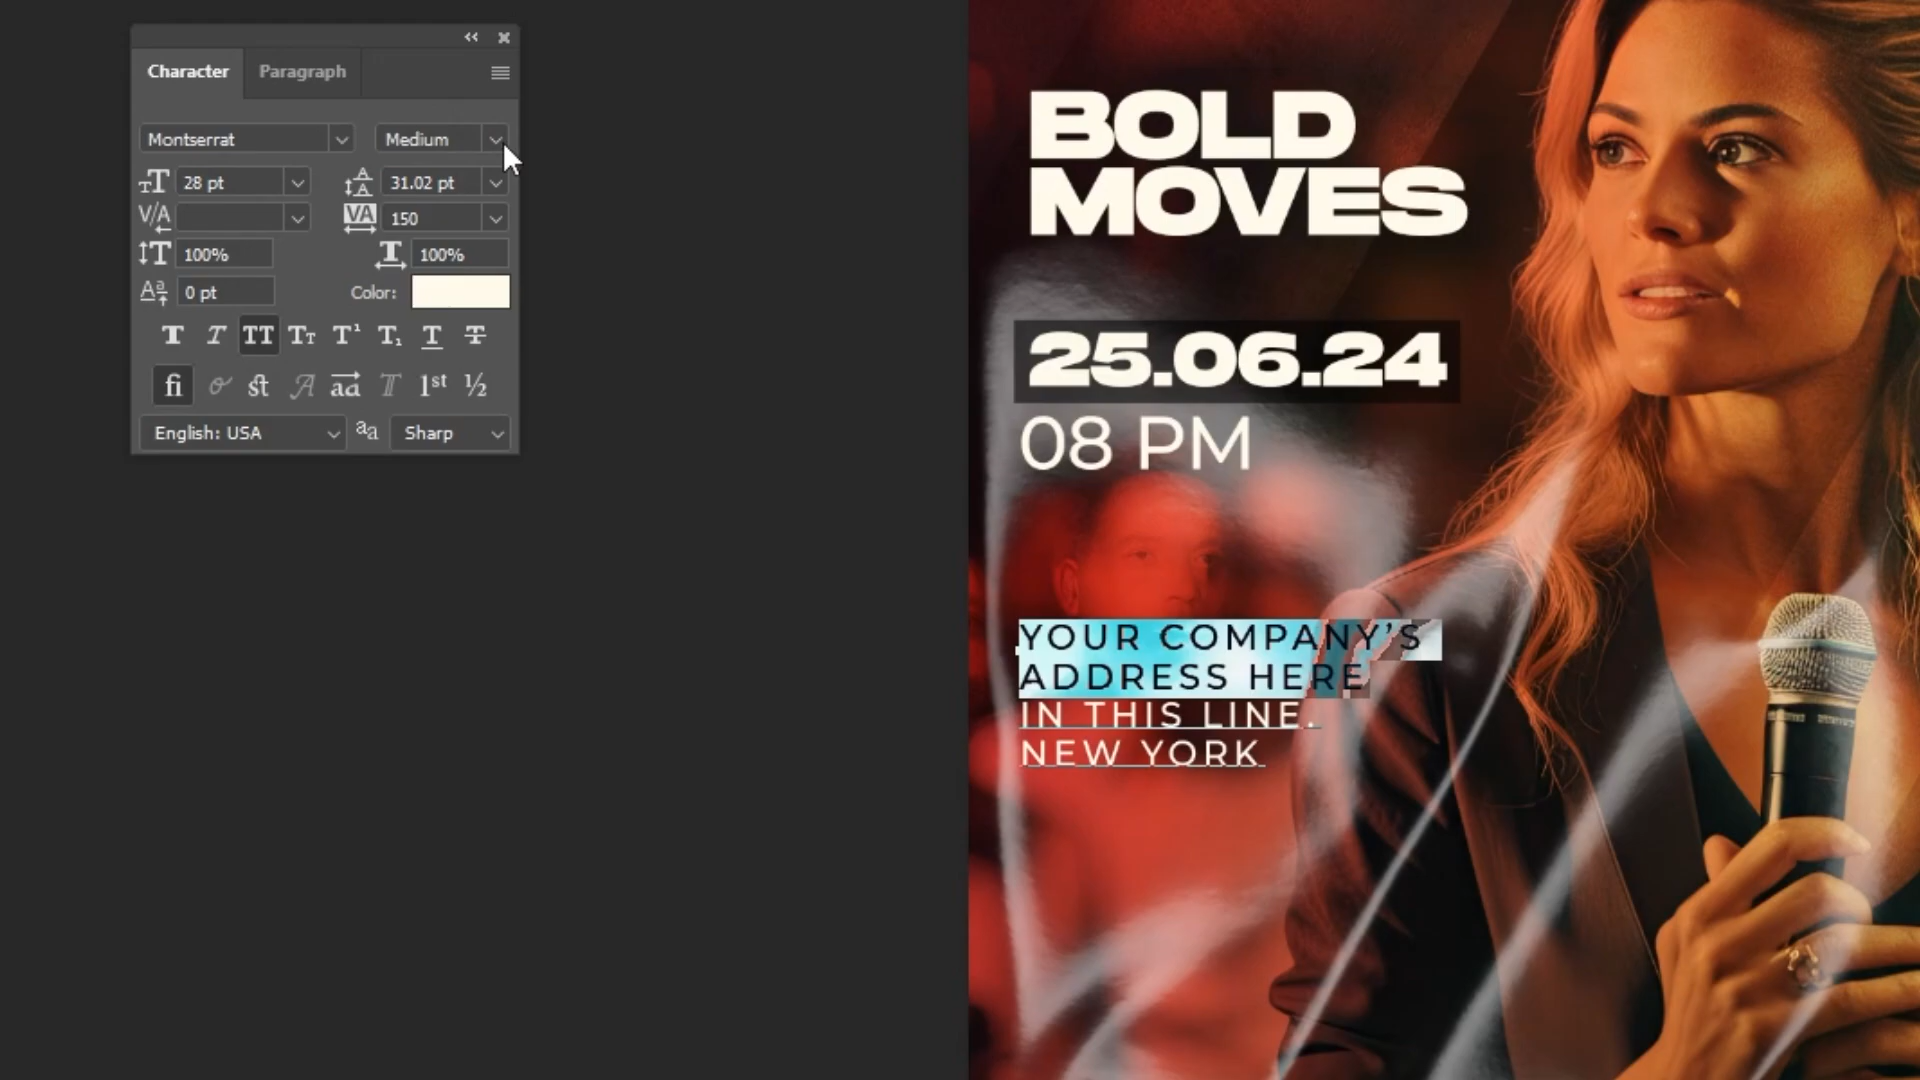 Character
Paragraph
Montserrat
Medium
28 pt
31.02 pt
150
100%
100%
0 pt
Color:
English: USA
Sharp
BOLD
MOVES
25.06.24
08 PM
YOUR COMPANY’S
ADDRESS HERE
IN THIS LINE.
NEW YORK